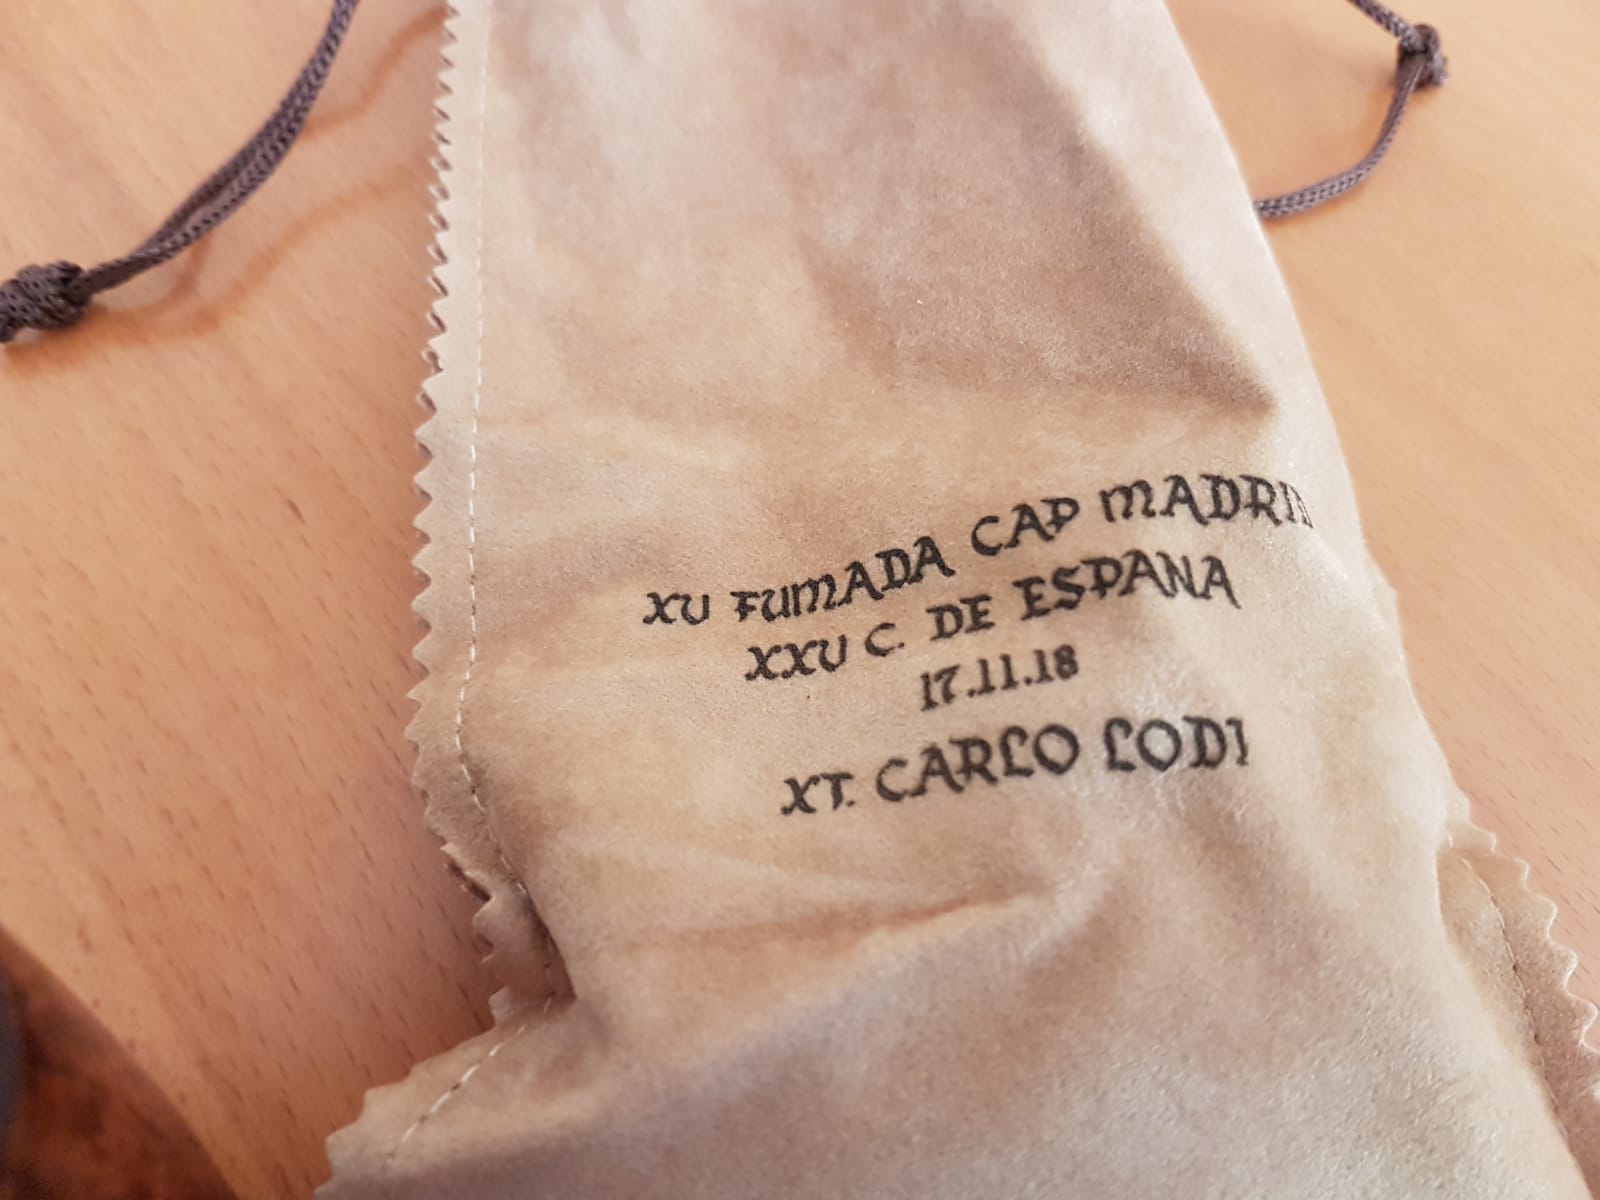 XV FUMADA CAP MADRID
XXV C. DE ESPANA
17.11.18
XT. CARLO LODI